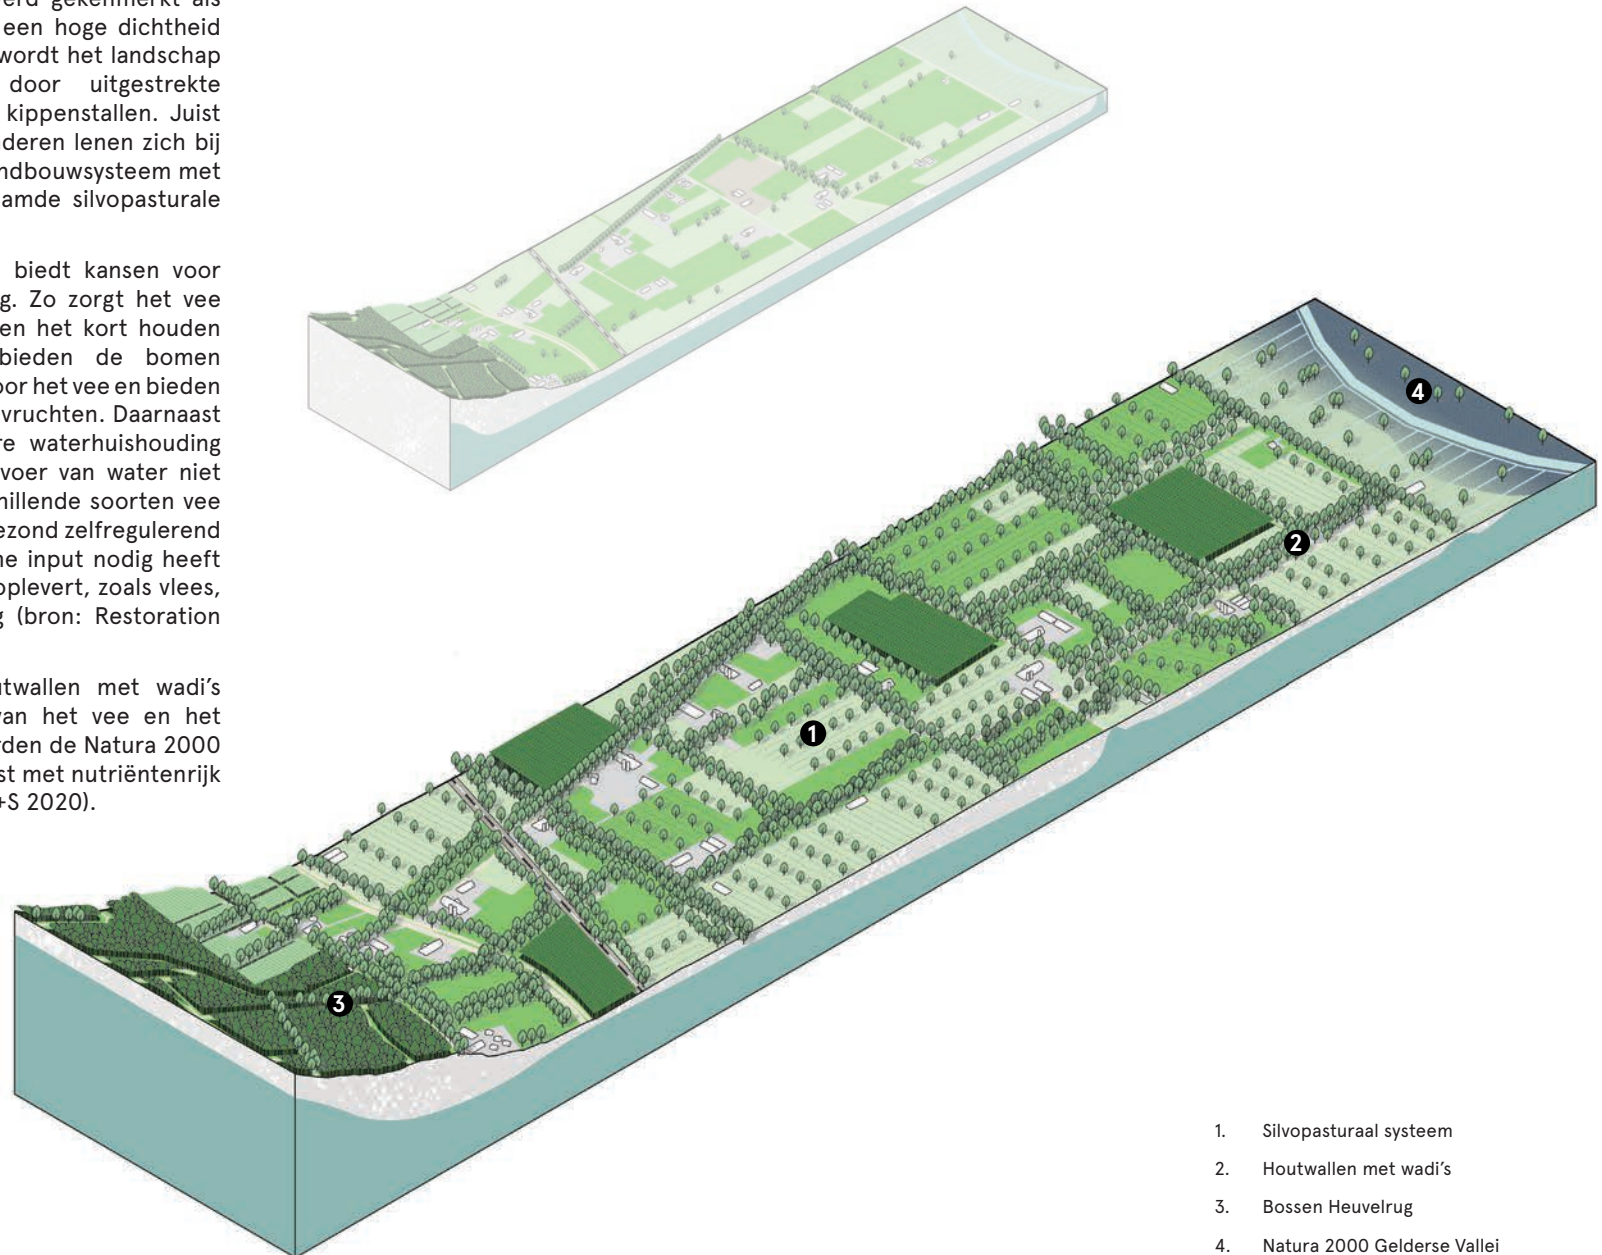 erd gekenmerkt als
een hoge dichtheid
wordt het landschap
door uitgestrekte
kippenstallen. Juist
deren lenen zich bij
ndbouwsysteem met
amde silvopasturale
biedt kansen voor
g. Zo zorgt het vee
en het kort houden
bieden de bomen
oor het vee en bieden
vruchten. Daarnaast
re waterhuishouding
voer van water niet
hillende soorten vee
ezond zelfregulerend
ne input nodig heeft
oplevert, zoals vlees,
g (bron: Restoration
utwallen met wadi’s
van het vee en het
rden de Natura 2000
st met nutriëntenrijk
+S 2020).
4
2
1
3
1. Silvopasturaal systeem
2. Houtwallen met wadi’s
3. Bossen Heuvelrug
4. Natura 2000 Gelderse Vallei